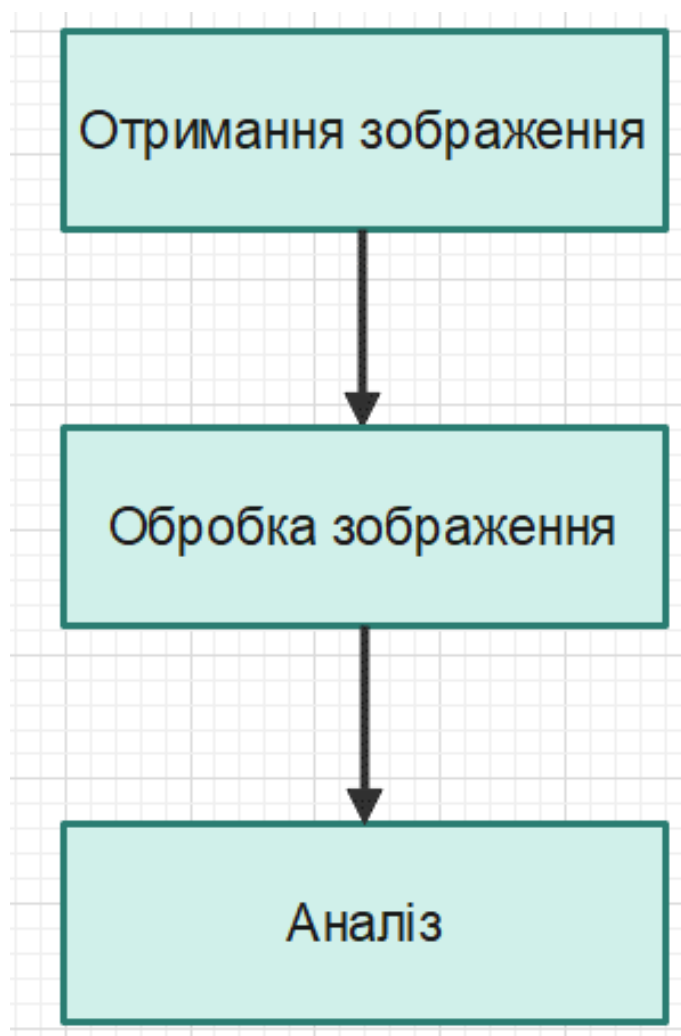 Отримання зображення
Обробка зображення
Аналіз